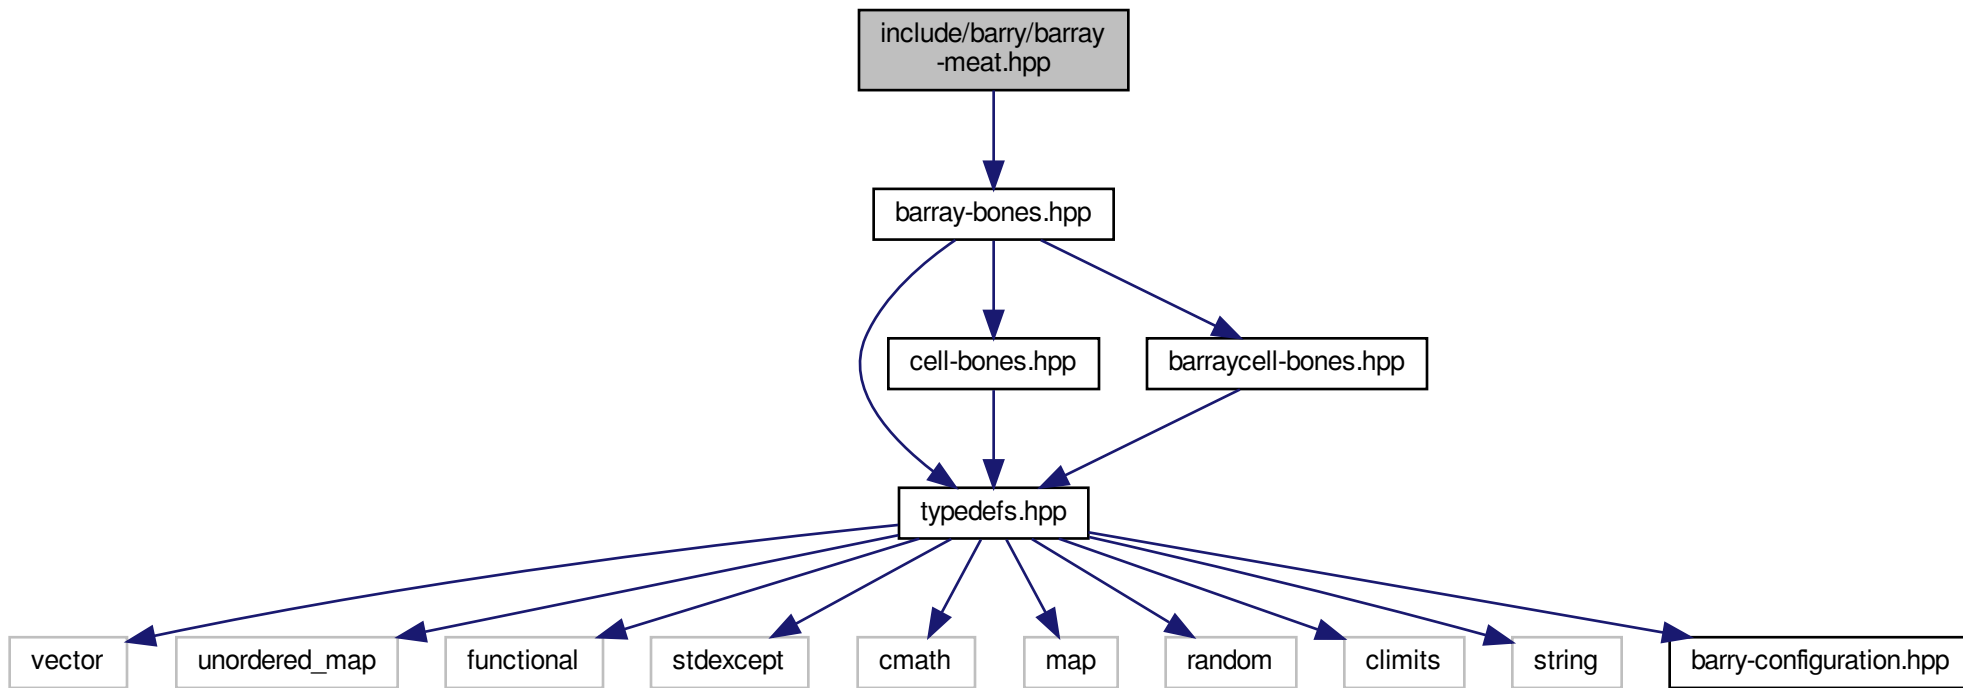 include/barry/barray
-meat.hpp
barray-bones.hpp
cell-bones.hpp
barraycell-bones.hpp
typedefs.hpp
vector
unordered_map
functional
stdexcept
cmath
map
random
climits
string
barry-configuration.hpp